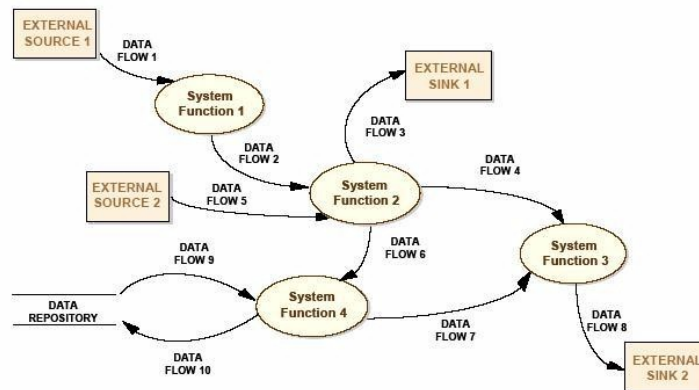 EXTERNAL
SOURCE 1
DATA
FLOW 1
System
Function 1
EXTERNAL
SINK 1
DATA
FLOW 3
DATA
FLOW 2
DATA
FLOW 4
EXTERNAL
SOURCE 2
DATA
FLOW 5
System
Function 2
DATA
FLOW 9
DATA
FLOW 6
System
Function 3
DATA
REPOSITORY
System
Function 4
DATA
FLOW 7
DATA
FLOW 8
DATA
FLOW 10
EXTERNAL
SINK 2